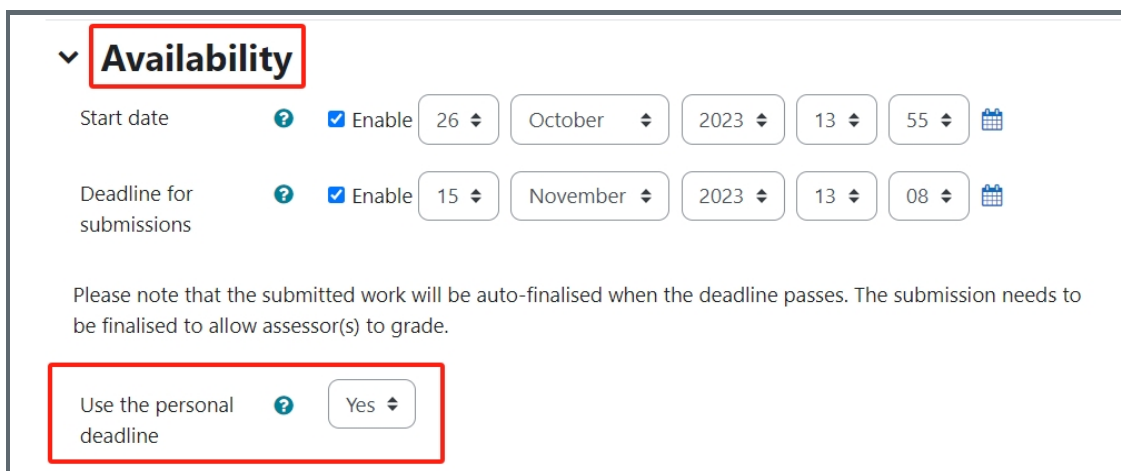 Availability
Start date Enable 26 October 2023 13 55
Deadline for Enable 15 November 2023 13 08
submissions
Please note that the submitted work will be auto-finalised when the deadline passes. The submission needs to
be finalised to allow assessor(s) to grade.
Use the personal Yes
deadline